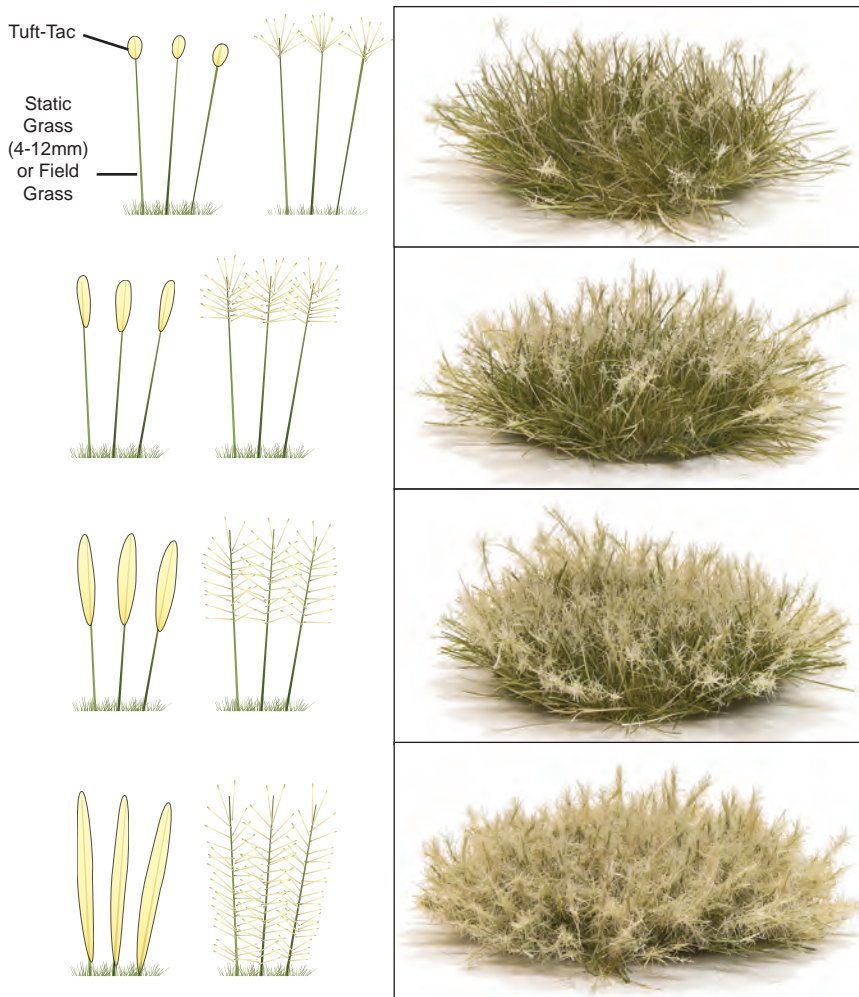 Tuft-Tac
Static
Grass
(4-12mm)
or Field
Grass